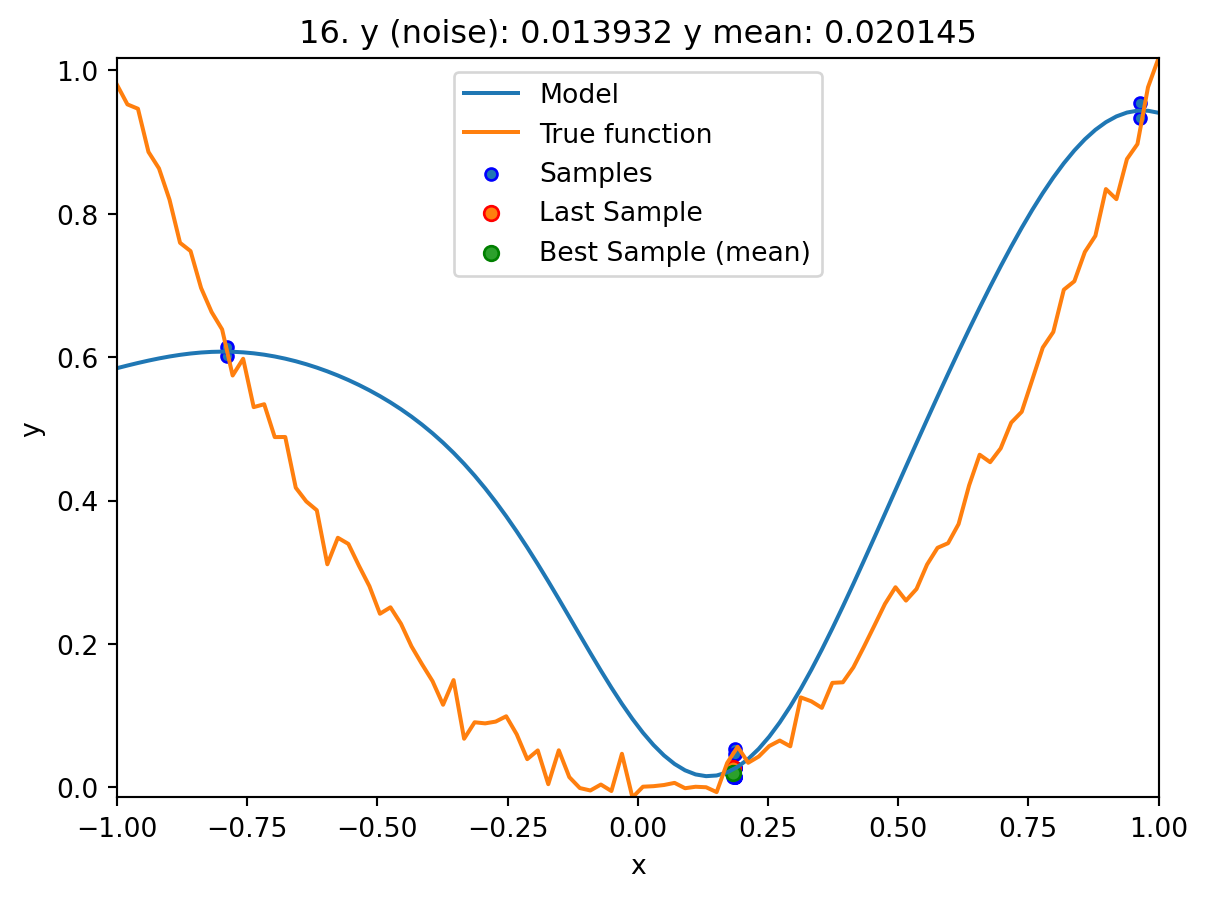 16. y (noise): 0.013932 y mean: 0.020145
Model
True function
Samples
Last Sample
Best Sample (mean)
1.0
0.8
0.6
0.4
0.2
0.0
y
−1.00 −0.75 −0.50 −0.25 0.00 0.25 0.50 0.75 1.00
x